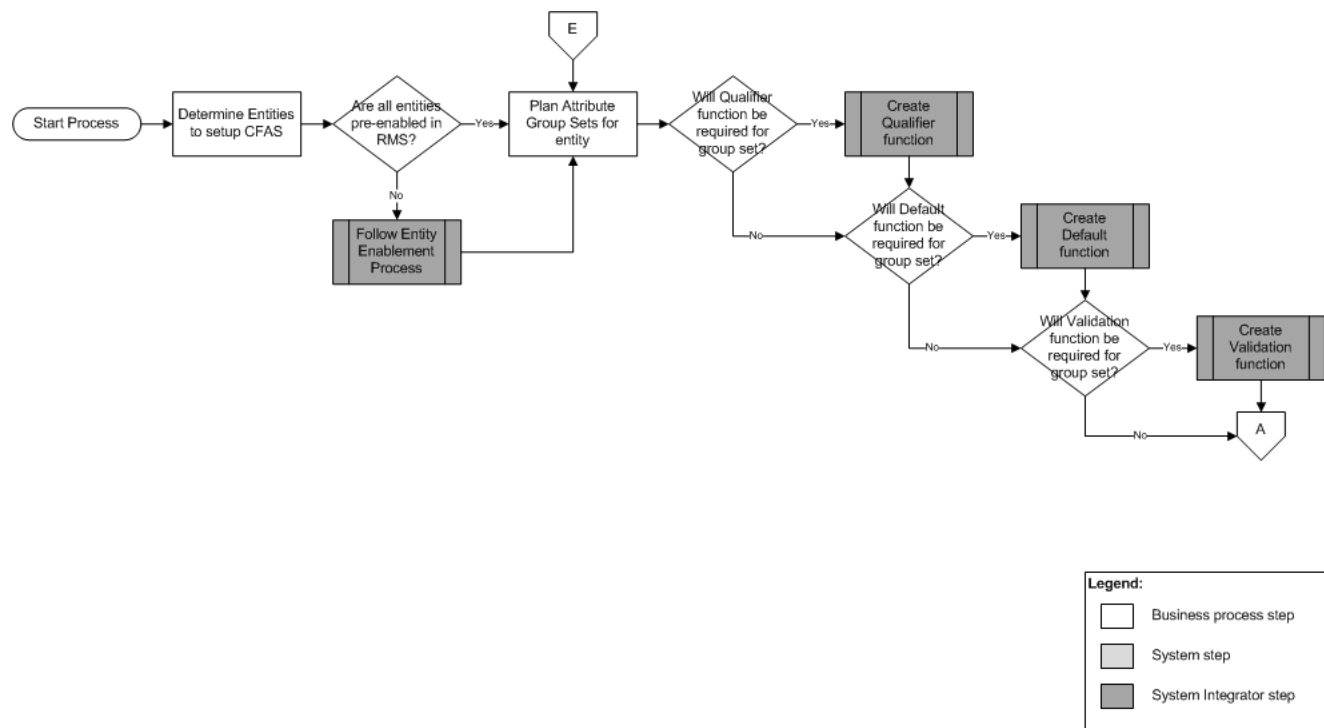 E
Start Process
Determine Entities
to setup CFAS
Are all entities
pre-enabled in
RMS?
Yes
No
Follow Entity
Enablement
Process
Plan Attribute
Group Sets for
entity
Will Qualifier
function be
required for
group set?
Yes
No
Create
Qualifier
function
Will Default
function be
required for
group set?
Yes
No
Create
Default
function
Will Validation
function be
required for
group set?
Yes
No
Create
Validation
function
A
Legend:
Business process step
System step
System Integrator step